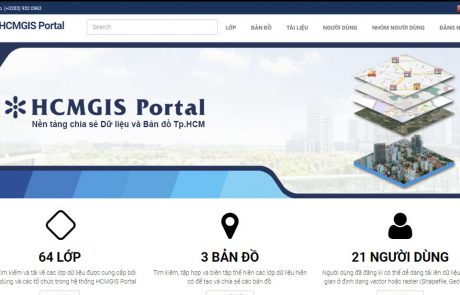 o. (+0283) 932 0963
HCMGIS Portal
Search
LỚP
BẢN ĐỒ
TÀI LIỆU
NGƯỜI DÙNG
NHÓM NGƯỜI DÙNG
ĐĂNG N
HCMGIS Portal
Nền tảng chia sẻ Dữ liệu và Bản đồ Tp.HCM
64 LỚP
Tìm kiếm và tải về các lớp dữ liệu được cung cấp bởi
dùng và các tổ chức trong hệ thống HCMGIS Portal
3 BẢN ĐỒ
Tìm kiếm, tập hợp và biên tập thể hiện các lớp dữ liệu hiện
có để tạo và chia sẻ các bản đồ.
21 NGƯỜI DÙNG
Người dùng đã đăng kí có thể dễ dàng tải lên dữ liệu
gian ở định dạng vector hoặc raster (Shapefile, Geo